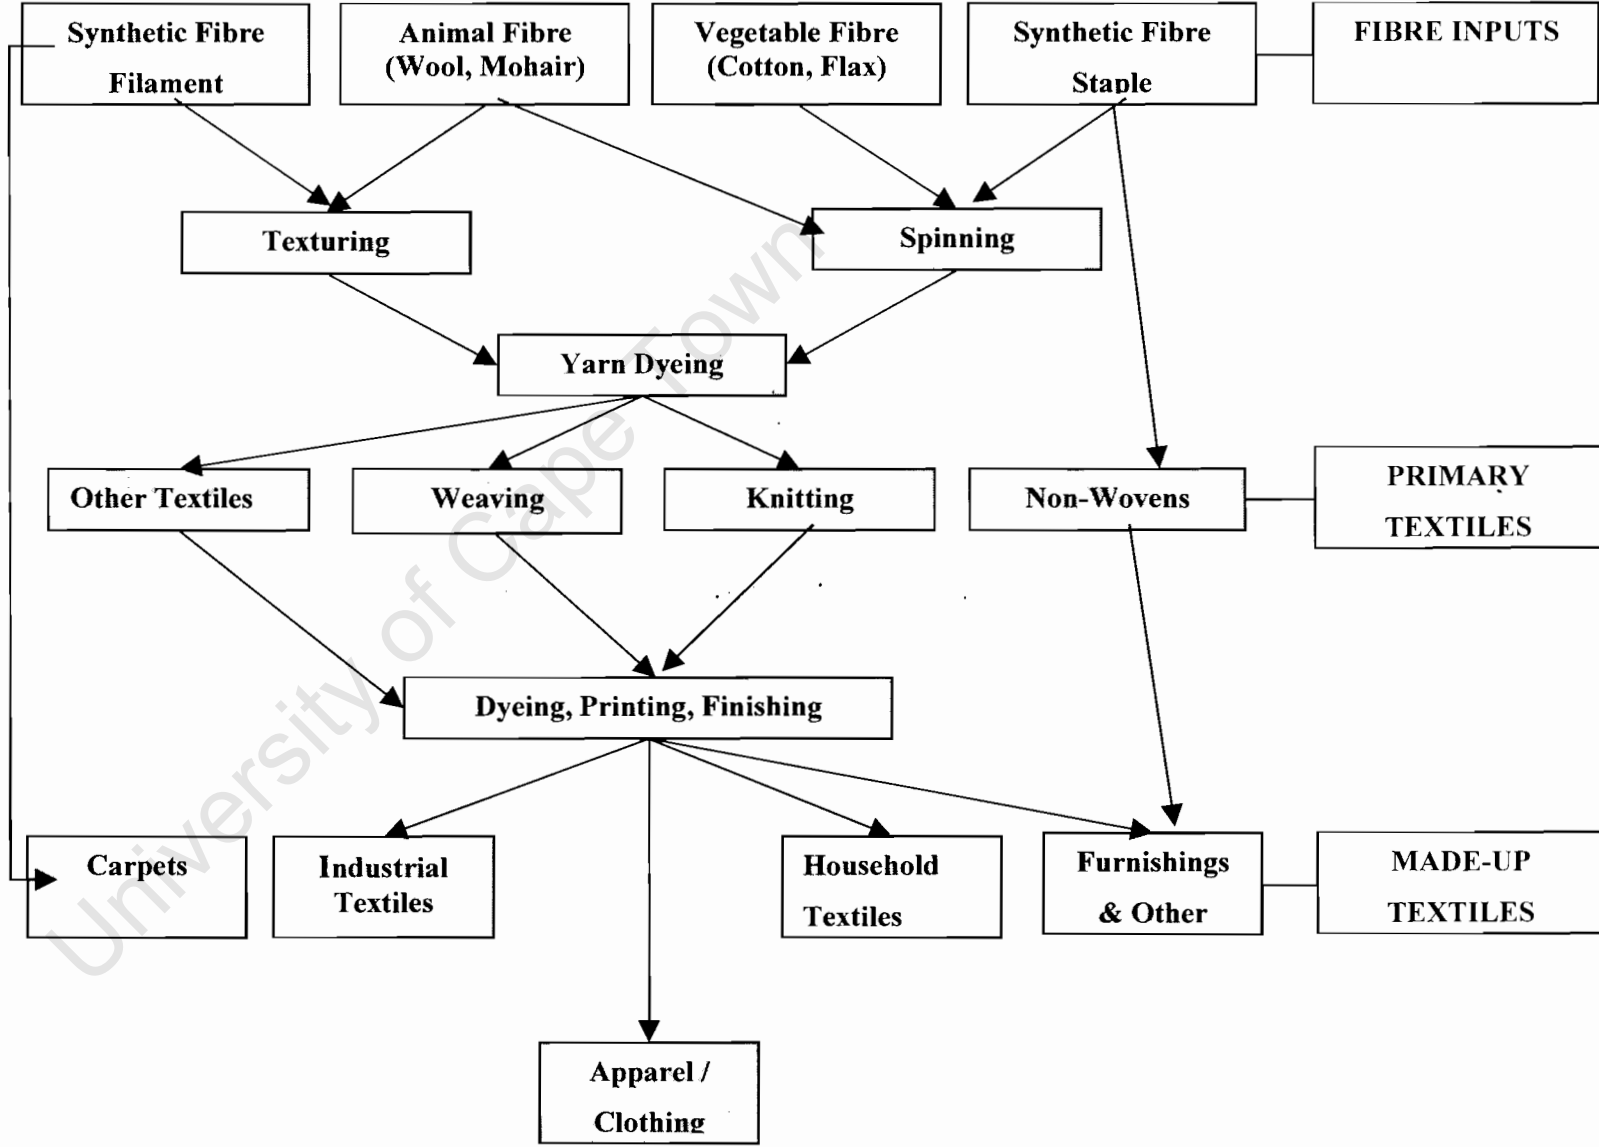 Synthetic Fibre
Filament
Animal Fibre
(Wool, Mohair)
Vegetable Fibre
(Cotton, Flax)
Synthetic Fibre
Staple
FIBRE INPUTS
Texturing
Spinning
Yarn Dyeing
Other Textiles
Weaving
Knitting
Non-Wovens
PRIMARY
TEXTILES
Dyeing, Printing, Finishing
Carpets
Industrial
Textiles
Household
Textiles
Furnishings
& Other
MADE-UP
TEXTILES
Apparel /
Clothing
University of Cape Town